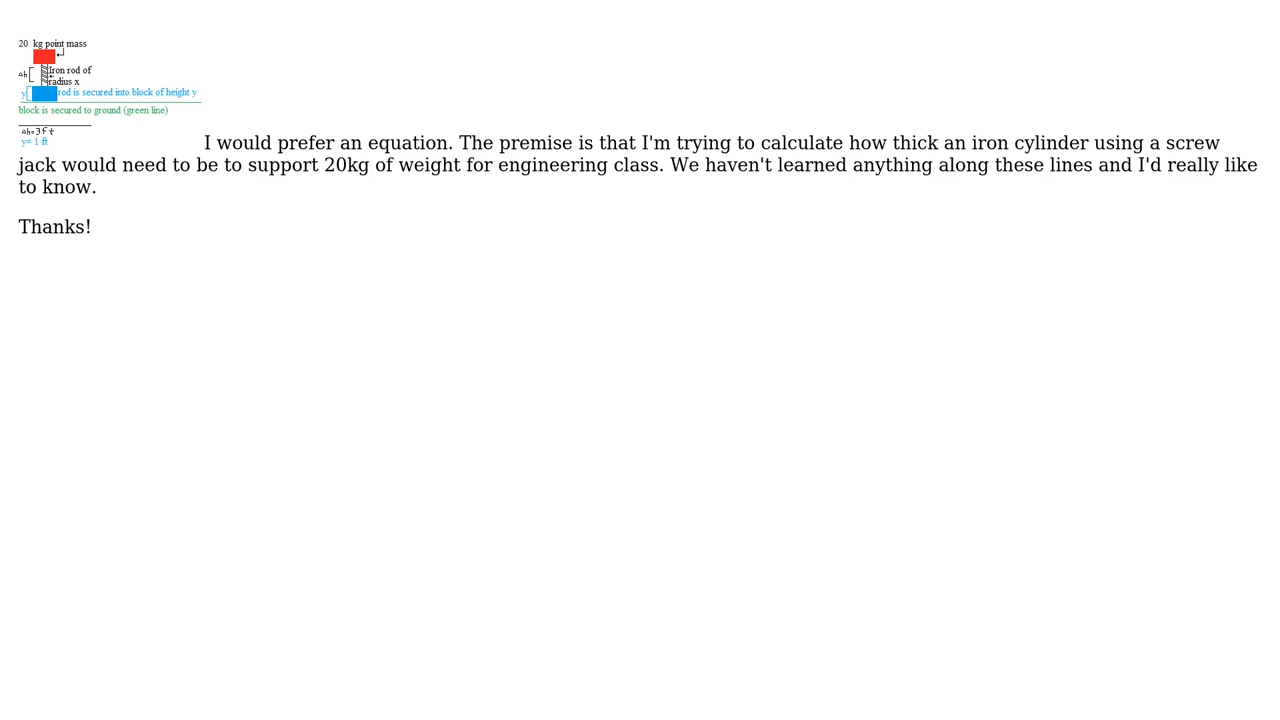 20 kg point mass
Δh
Iron rod of
radius x
y
rod is secured into block of height y
block is secured to ground (green line)
Δh=3ft
y= 1 ft
I would prefer an equation. The premise is that I'm trying to calculate how thick an iron cylinder using a screw
jack would need to be to support 20kg of weight for engineering class. We haven't learned anything along these lines and I'd really like
to know.
Thanks!